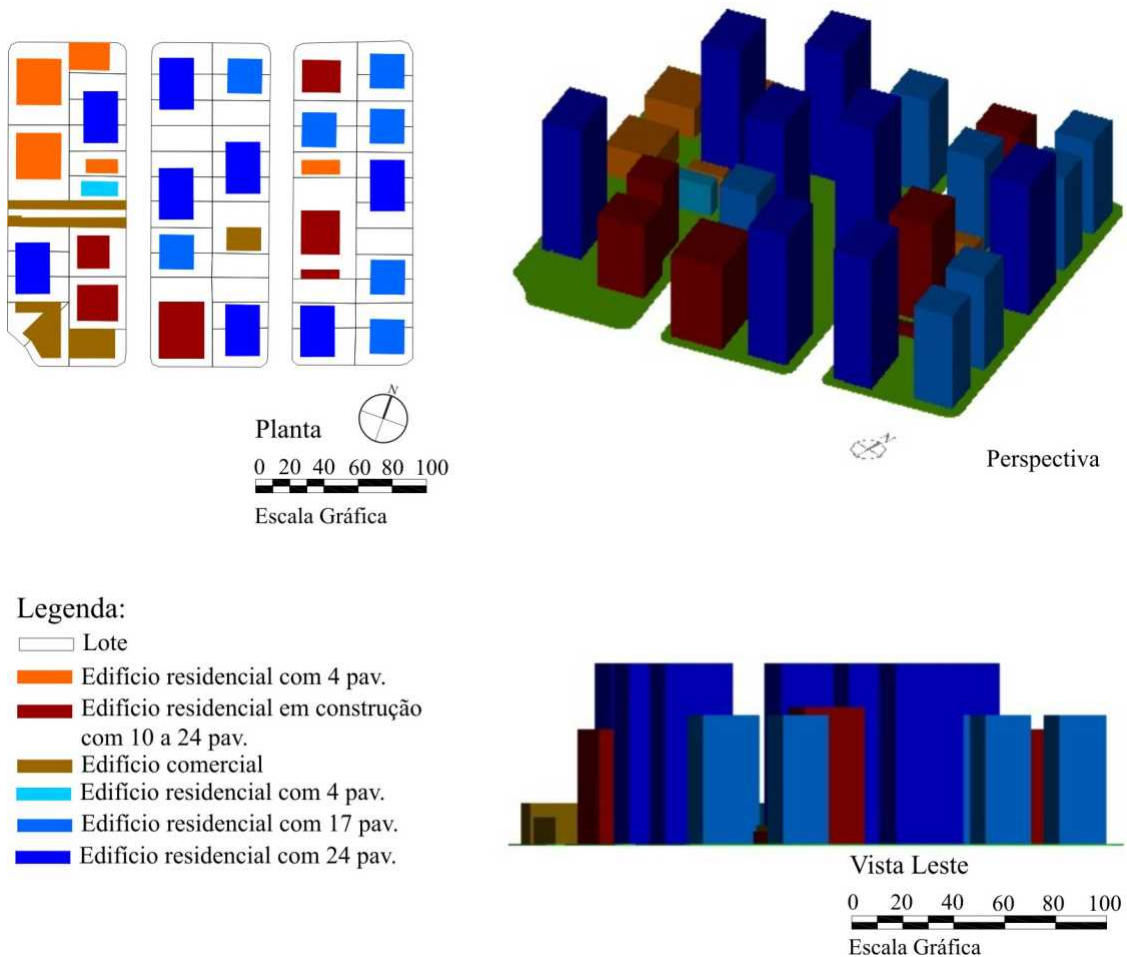 N
Planta
0 20 40 60 80 100
Escala Gráfica
N
Perspectiva
Legenda:
Lote
Edifício residencial com 4 pav.
Edifício residencial em construção
com 10 a 24 pav.
Edifício comercial
Edifício residencial com 4 pav.
Edifício residencial com 17 pav.
Edifício residencial com 24 pav.
Vista Leste
0 20 40 60 80 100
Escala Gráfica